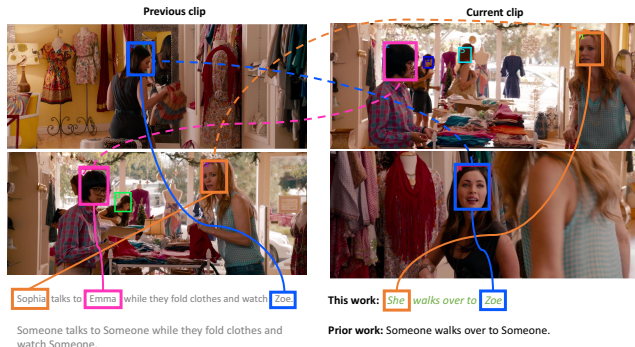 Previous clip
Current clip
Sophia talks to Emma while they fold clothes and watch Zoe.
Someone talks to Someone while they fold clothes and
watch Someone.
This work: She walks over to Zoe
Prior work: Someone walks over to Someone.